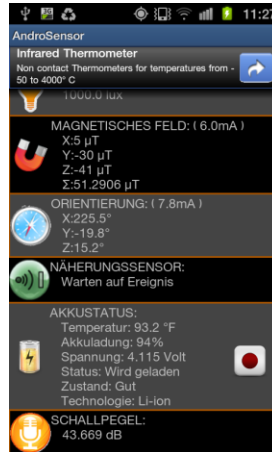 11:27
AndroSensor
Infrared Thermometer
Non contact Thermometers for temperatures from -
50 to 4000° C
1000.0 lux
MAGNETISCHES FELD: ( 6.0mA )
X:5 µT
Y:-30 µT
Z:-41 µT
Σ:51.2906 µT
ORIENTIERUNG: ( 7.8mA )
X:225.5°
Y:-19.8°
Z:15.2°
NÄHERUNGSSENSOR:
Warten auf Ereignis
AKKUSTATUS:
Temperatur: 93.2 °F
Akkuladung: 94%
Spannung: 4.115 Volt
Status: Wird geladen
Zustand: Gut
Technologie: Li-ion
SCHALLPEGEL:
43.669 dB